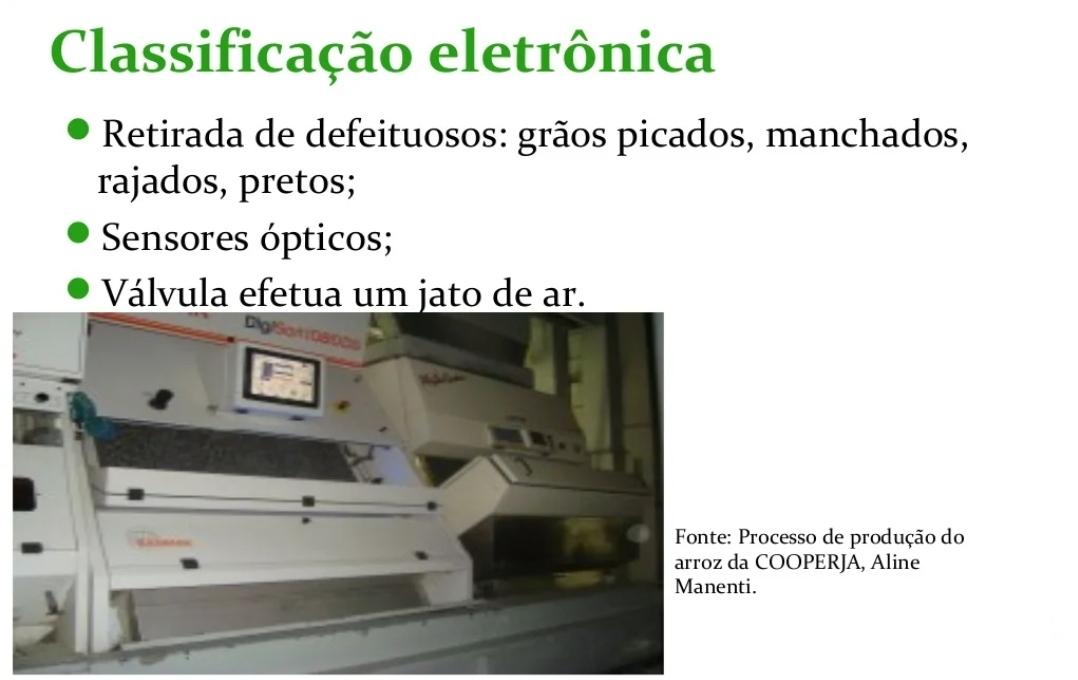 Classificação eletrônica
Retirada de defeituosos: grãos picados, manchados,
rajados, pretos;
Sensores ópticos;
Válvula efetua um jato de ar.
Fonte: Processo de produção do
arroz da COOPERJA, Aline
Manenti.